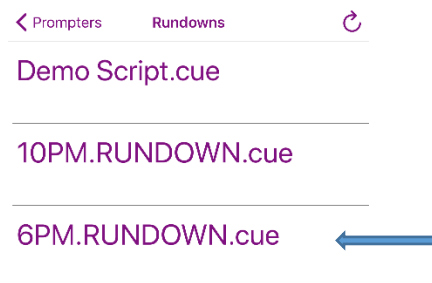 Prompters Rundowns
Demo Script.cue
10PM.RUNDOWN.cue
6PM.RUNDOWN.cue